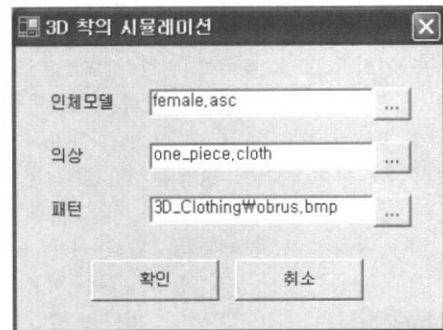 3D 착의 시뮬레이션
인체모델 female.asc ...
의상 one_piece.cloth ...
패턴 3D_Clothing₩obrus.bmp ...
확인 취소